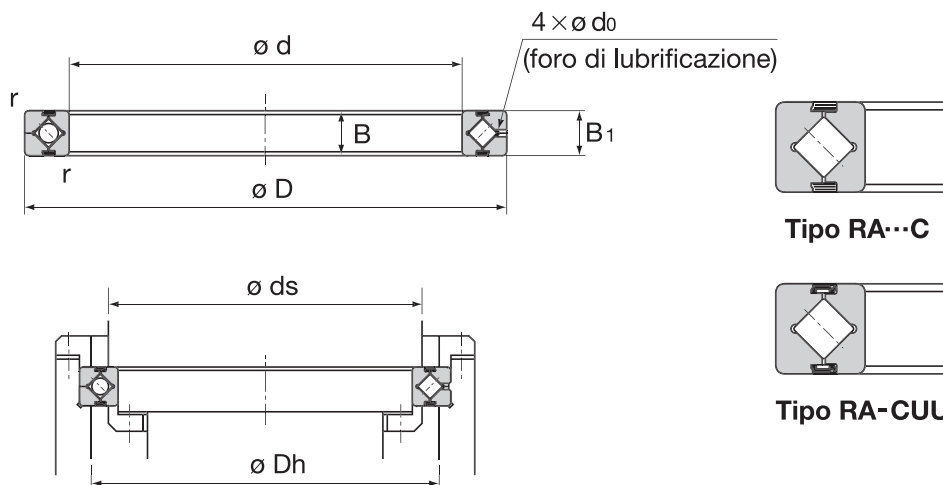 4 × ø d0
(foro di lubrificazione)
ø d
r
B
B1
r
ø D
Tipo RA···C
ø ds
Tipo RA-CUU
ø Dh